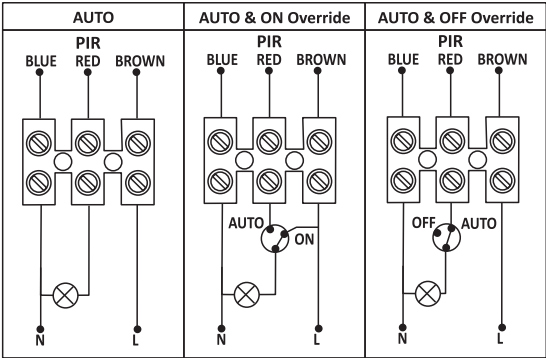 AUTO
PIR
BLUE RED BROWN
N L
AUTO & ON Override
PIR
BLUE RED BROWN
AUTO
ON
N L
AUTO & OFF Override
PIR
BLUE RED BROWN
OFF AUTO
N L